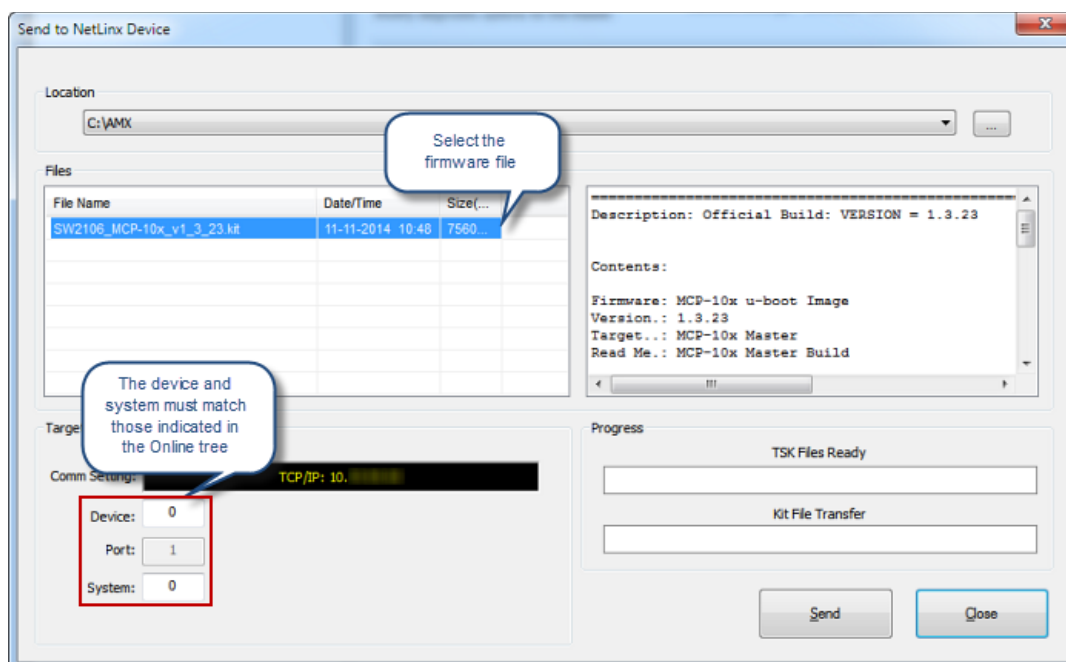 Send to NetLinx Device
Location
C:\AMX
...
Select the
firmware file
Files
File Name Date/Time Size(...
SW2106_MCP-10x_v1_3_23.kit 11-11-2014 10:48 7560...
==================================================
Description: Official Build: VERSION = 1.3.23
Contents:
Firmware: MCP-10x u-boot Image
Version.: 1.3.23
Target..: MCP-10x Master
Read Me.: MCP-10x Master Build
The device and
system must match
those indicated in
the Online tree
Targe
Comm Setting: TCP/IP: 10.
Device: 0
Port: 1
System: 0
Progress
TSK Files Ready
Kit File Transfer
Send Close